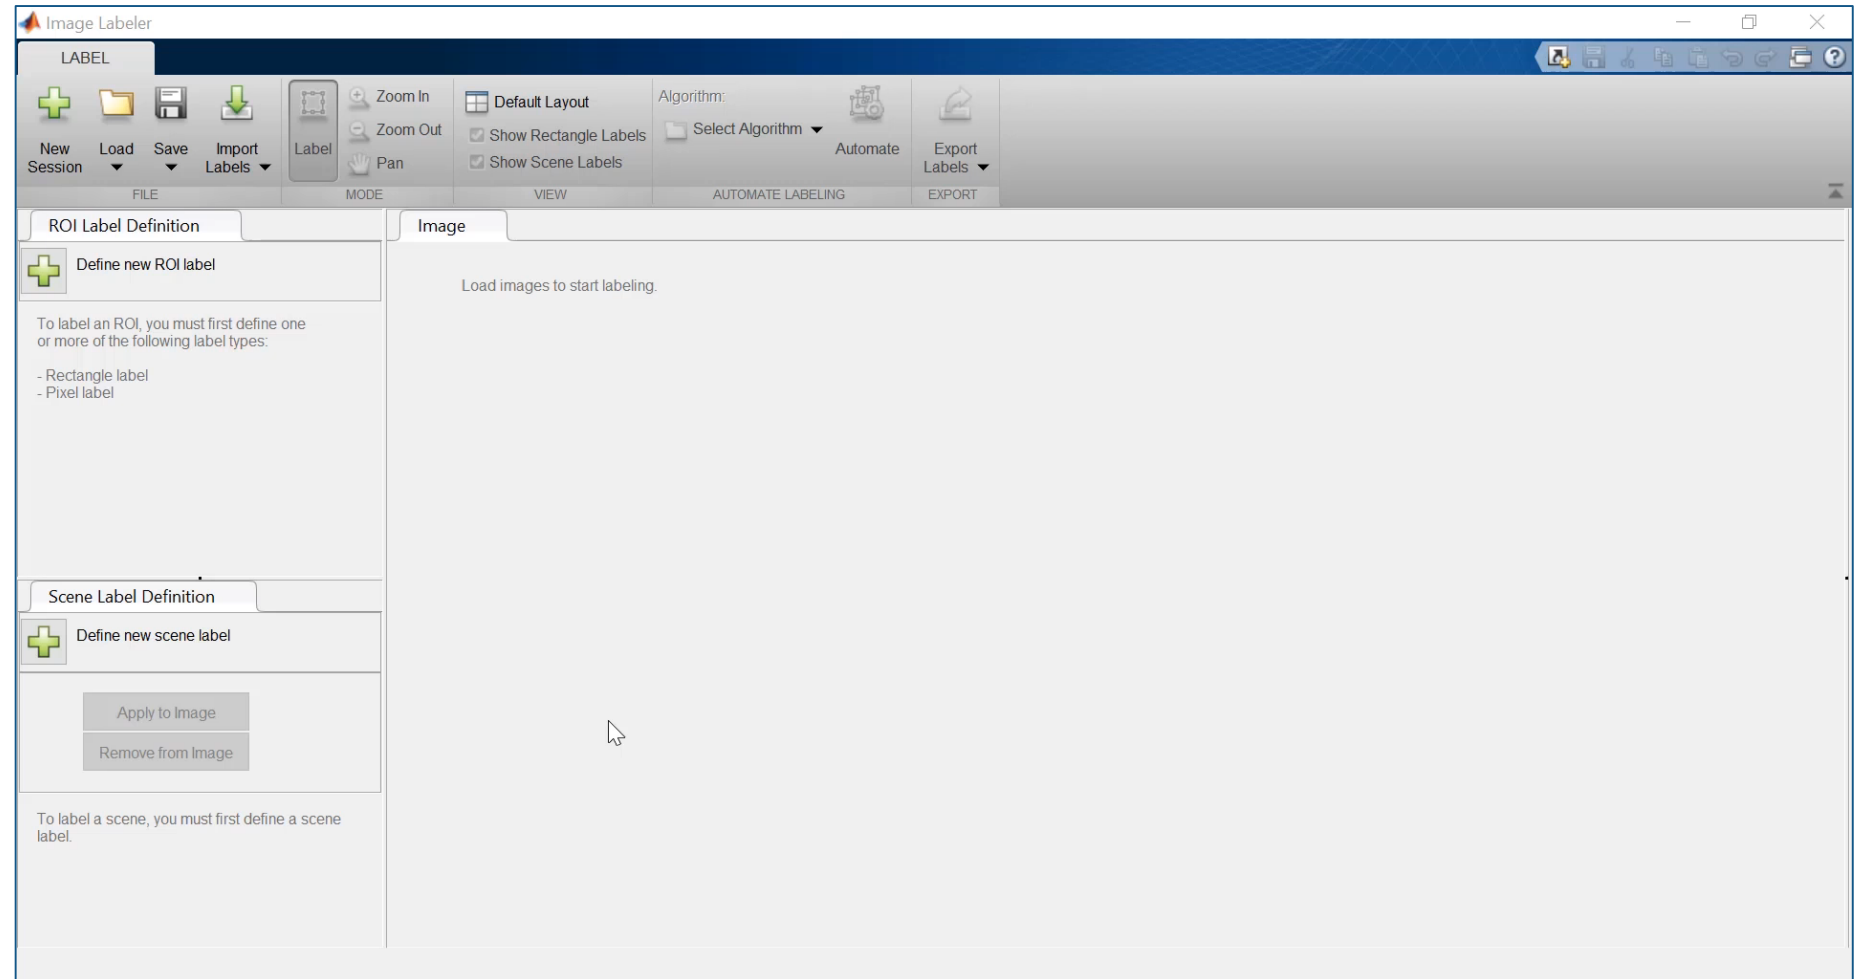 Image Labeler
LABEL
New
Session
Load
Save
Import
Labels
FILE
Label
Zoom In
Zoom Out
Pan
MODE
Default Layout
Show Rectangle Labels
Show Scene Labels
VIEW
Algorithm:
Select Algorithm
Automate
AUTOMATE LABELING
Export
Labels
EXPORT
ROI Label Definition
Define new ROI label
To label an ROI, you must first define one
or more of the following label types:
- Rectangle label
- Pixel label
Scene Label Definition
Define new scene label
Apply to Image
Remove from Image
To label a scene, you must first define a scene
label.
Image
Load images to start labeling.